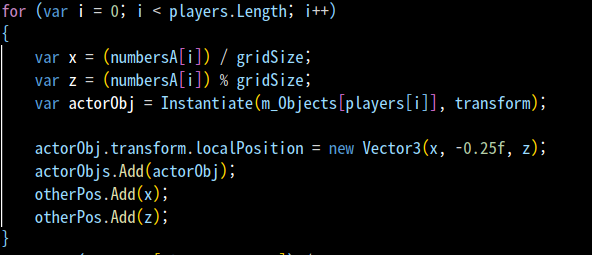 for (var i = 0; i < players.Length; i++)
{
    var x = (numbersA[i]) / gridSize;
    var z = (numbersA[i]) % gridSize;
    var actorObj = Instantiate(m_Objects[players[i]], transform);

    actorObj.transform.localPosition = new Vector3(x, -0.25f, z);
    actorObjs.Add(actorObj);
    otherPos.Add(x);
    otherPos.Add(z);
}